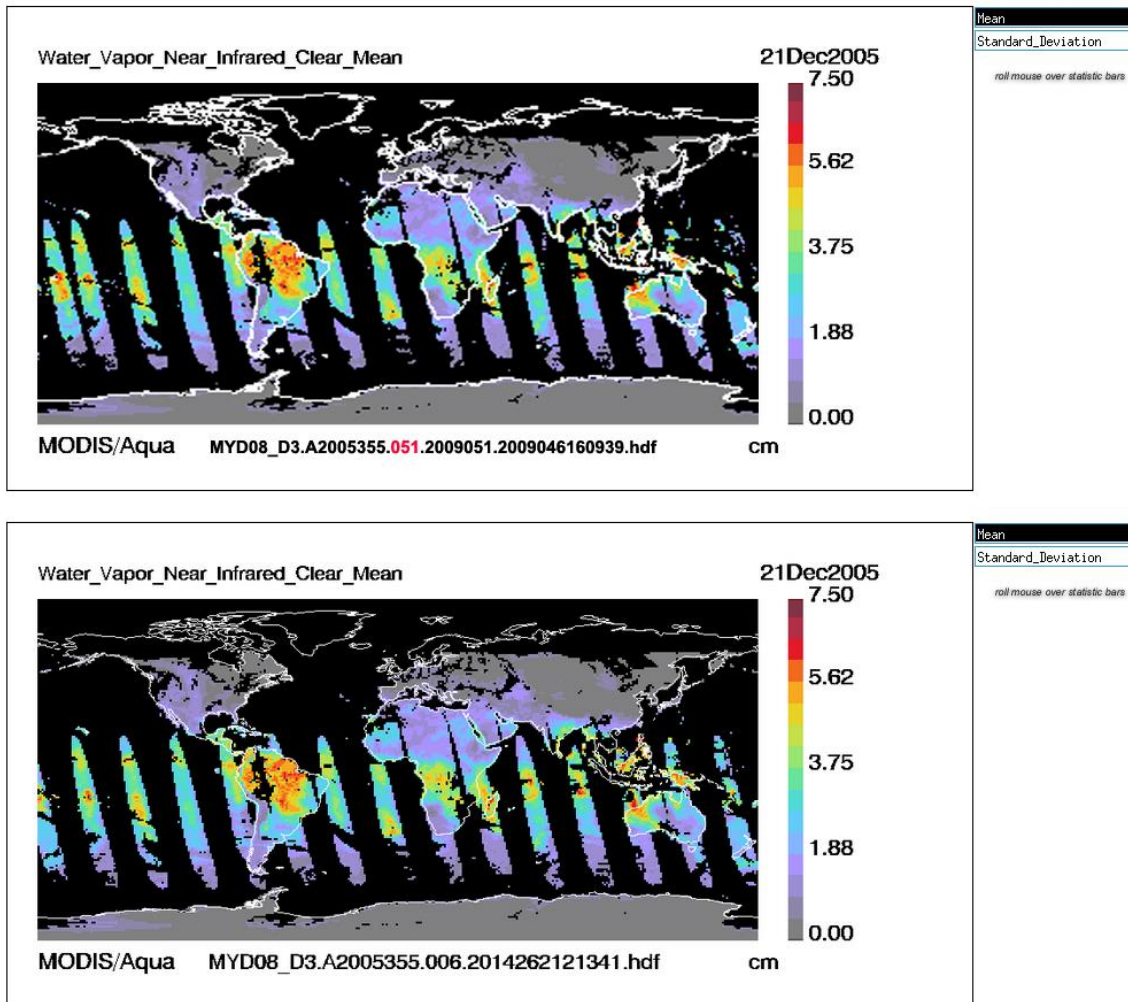 Water_Vapor_Near_Infrared_Clear_Mean
21Dec2005
7.50
5.62
3.75
1.88
0.00
MODIS/Aqua MYD08_D3.A2005355.051.2009051.2009046160939.hdf cm
Mean
Standard_Deviation
roll mouse over statistic bars
Water_Vapor_Near_Infrared_Clear_Mean
21Dec2005
7.50
5.62
3.75
1.88
0.00
MODIS/Aqua MYD08_D3.A2005355.006.2014262121341.hdf cm
Mean
Standard_Deviation
roll mouse over statistic bars